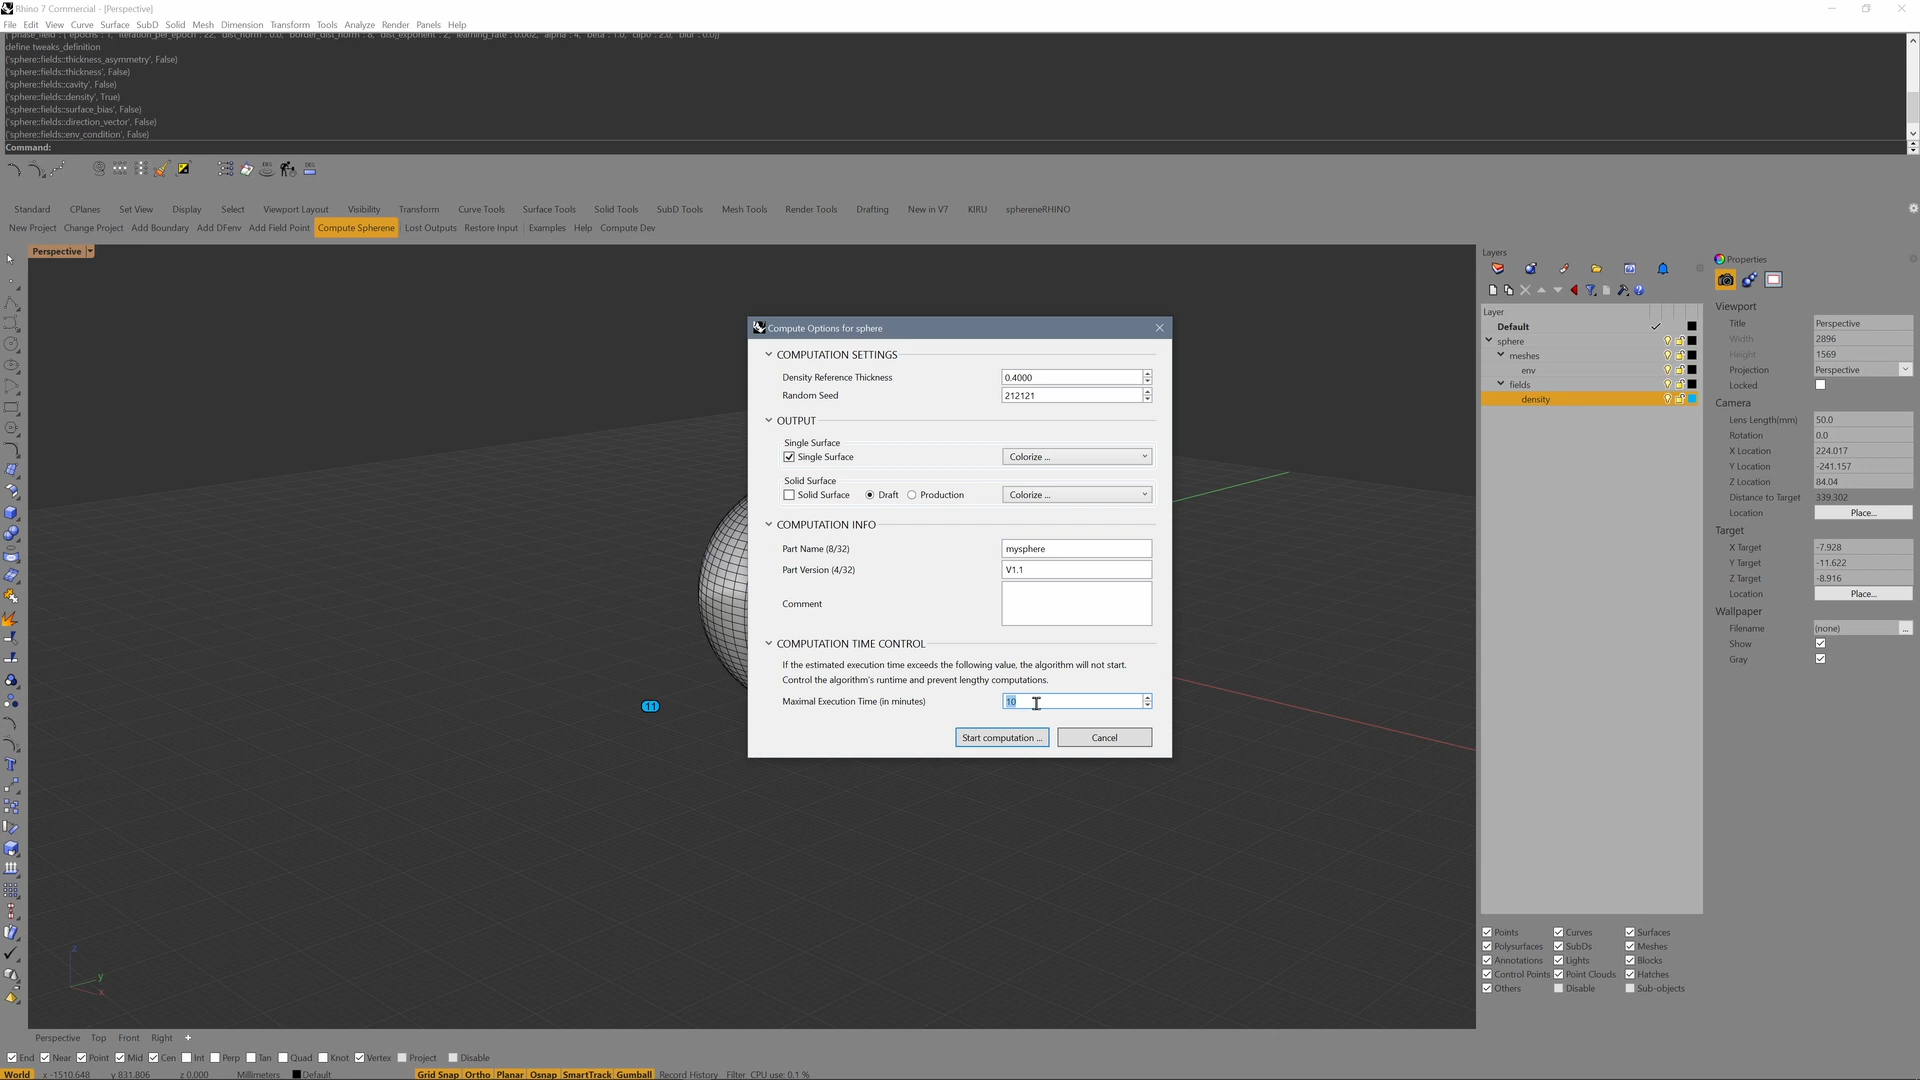 Rhino 7 Commercial - [Perspective]
File Edit View Curve Surface SubD Solid Mesh Dimension Transform Tools Analyze Render Panels Help
define tweaks_definition
('sphere::fields::thickness_asymmetry', False)
('sphere::fields::thickness', False)
('sphere::fields::cavity', False)
('sphere::fields::density', True)
('sphere::fields::surface_bias', False)
('sphere::fields::direction_vector', False)
('sphere::fields::env_condition', False)
Command:
Standard CPlanes Set View Display Select Viewport Layout Visibility Transform Curve Tools Surface Tools Solid Tools SubD Tools Mesh Tools Render Tools Drafting New in V7 KIRU sphereneRHINO
New Project Change Project Add Boundary Add DFenv Add Field Point Compute Spherene Lost Outputs Restore Input Examples Help Compute Dev
Perspective
Compute Options for sphere
COMPUTATION SETTINGS
Density Reference Thickness 0.4000
Random Seed 212121
OUTPUT
Single Surface
Single Surface Colorize ...
Solid Surface
Solid Surface Draft Production Colorize ...
COMPUTATION INFO
Part Name (8/32) mysphere
Part Version (4/32) V1.1
Comment
COMPUTATION TIME CONTROL
If the estimated execution time exceeds the following value, the algorithm will not start.
Control the algorithm's runtime and prevent lengthy computations.
Maximal Execution Time (in minutes) 10
Start computation ... Cancel
11
z
y
x
Layers
Layer
Default
sphere
meshes
env
fields
density
Points Curves Surfaces
Polysurfaces SubDs Meshes
Annotations Lights Blocks
Control Points Point Clouds Hatches
Others Disable Sub-objects
Properties
Viewport
Title Perspective
Width 2896
Height 1569
Projection Perspective
Locked
Camera
Lens Length(mm) 50.0
Rotation 0.0
X Location 224.017
Y Location -241.157
Z Location 84.04
Distance to Target 339.302
Location Place...
Target
X Target -7.928
Y Target -11.622
Z Target -8.916
Location Place...
Wallpaper
Filename (none) ...
Show
Gray
Perspective Top Front Right
End Near Point Mid Cen Int Perp Tan Quad Knot Vertex Project Disable
World x -1510.648 y 831.806 z 0.000 Millimeters Default Grid Snap Ortho Planar Osnap SmartTrack Gumball Record History Filter CPU use: 0.1 %